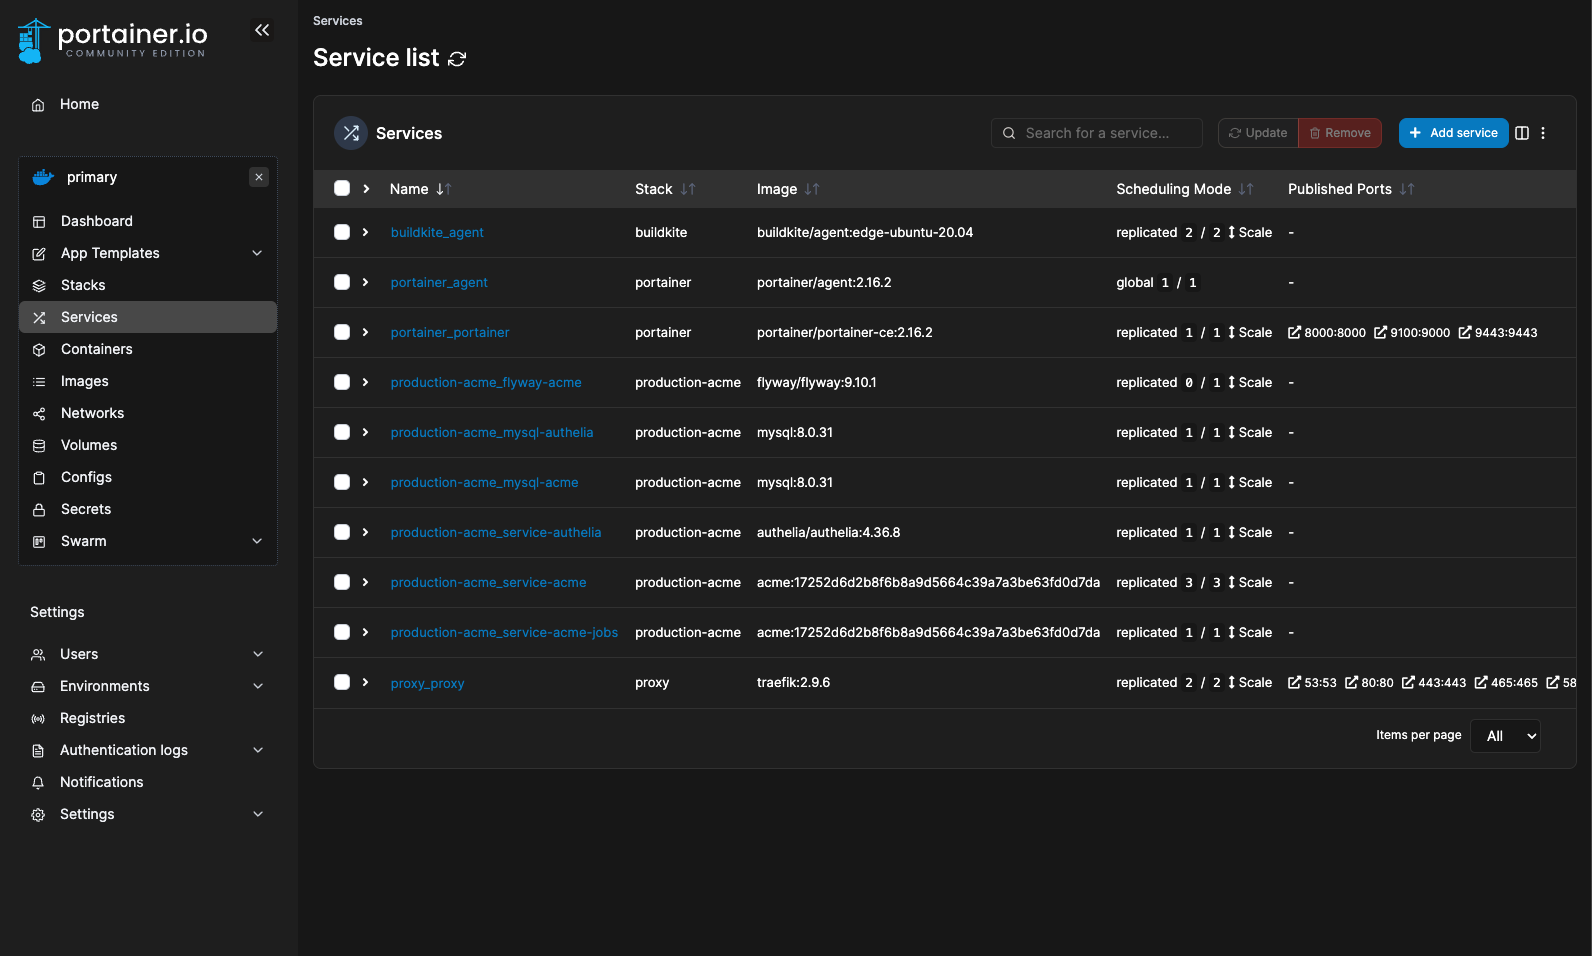 portainer.io
COMMUNITY EDITION
Home
primary
Dashboard
App Templates
Stacks
Services
Containers
Images
Networks
Volumes
Configs
Secrets
Swarm
Settings
Users
Environments
Registries
Authentication logs
Notifications
Settings
Services
Service list
Services
Search for a service...
Update
Remove
Add service
Name Stack Image Scheduling Mode Published Ports
buildkite_agent buildkite buildkite/agent:edge-ubuntu-20.04 replicated 2 / 2 Scale -
portainer_agent portainer portainer/agent:2.16.2 global 1 / 1 -
portainer_portainer portainer portainer/portainer-ce:2.16.2 replicated 1 / 1 Scale 8000:8000 9100:9000 9443:9443
production-acme_flyway-acme production-acme flyway/flyway:9.10.1 replicated 0 / 1 Scale -
production-acme_mysql-authelia production-acme mysql:8.0.31 replicated 1 / 1 Scale -
production-acme_mysql-acme production-acme mysql:8.0.31 replicated 1 / 1 Scale -
production-acme_service-authelia production-acme authelia/authelia:4.36.8 replicated 1 / 1 Scale -
production-acme_service-acme production-acme acme:17252d6d2b8f6b8a9d5664c39a7a3be63fd0d7da replicated 3 / 3 Scale -
production-acme_service-acme-jobs production-acme acme:17252d6d2b8f6b8a9d5664c39a7a3be63fd0d7da replicated 1 / 1 Scale -
proxy_proxy proxy traefik:2.9.6 replicated 2 / 2 Scale 53:53 80:80 443:443 465:465 58
Items per page All